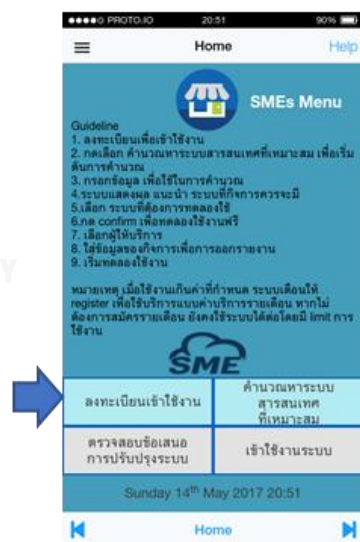 PROTO.IO 20:51 90%
Home Help
SMEs Menu
Guideline
1. ลงทะเบียนเพื่อเข้าใช้งาน
2. กดเลือก คำนวณหาระบบสารสนเทศที่เหมาะสม เพื่อเริ่ม
ต้นการคำนวณ
3. กรอกข้อมูล เพื่อใช้ในการคำนวณ
4.ระบบแสดงผล แนะนำ ระบบที่กิจการควรจะมี
5.เลือก ระบบที่ต้องการทดลองใช้
6.กด confirm เพื่อทดลองใช้งานฟรี
7. เลือกผู้ให้บริการ
8. ใส่ข้อมูลของกิจการเพื่อการออกรายงาน
9. เริ่มทดลองใช้งาน
หมายเหตุ เมื่อใช้งานเกินค่าที่กำหนด ระบบเตือนให้
register เพื่อใช้บริการแบบค่าบริการรายเดือน หากไม่
ต้องการสมัครรายเดือน ยังคงใช้ระบบได้ต่อโดยมี limit การ
ใช้งาน
SME
ลงทะเบียนเข้าใช้งาน
คำนวณหาระบบ
สารสนเทศ
ที่เหมาะสม
ตรวจสอบข้อเสนอ
การปรับปรุงระบบ
เข้าใช้งานระบบ
Sunday 14th May 2017 20:51
Home